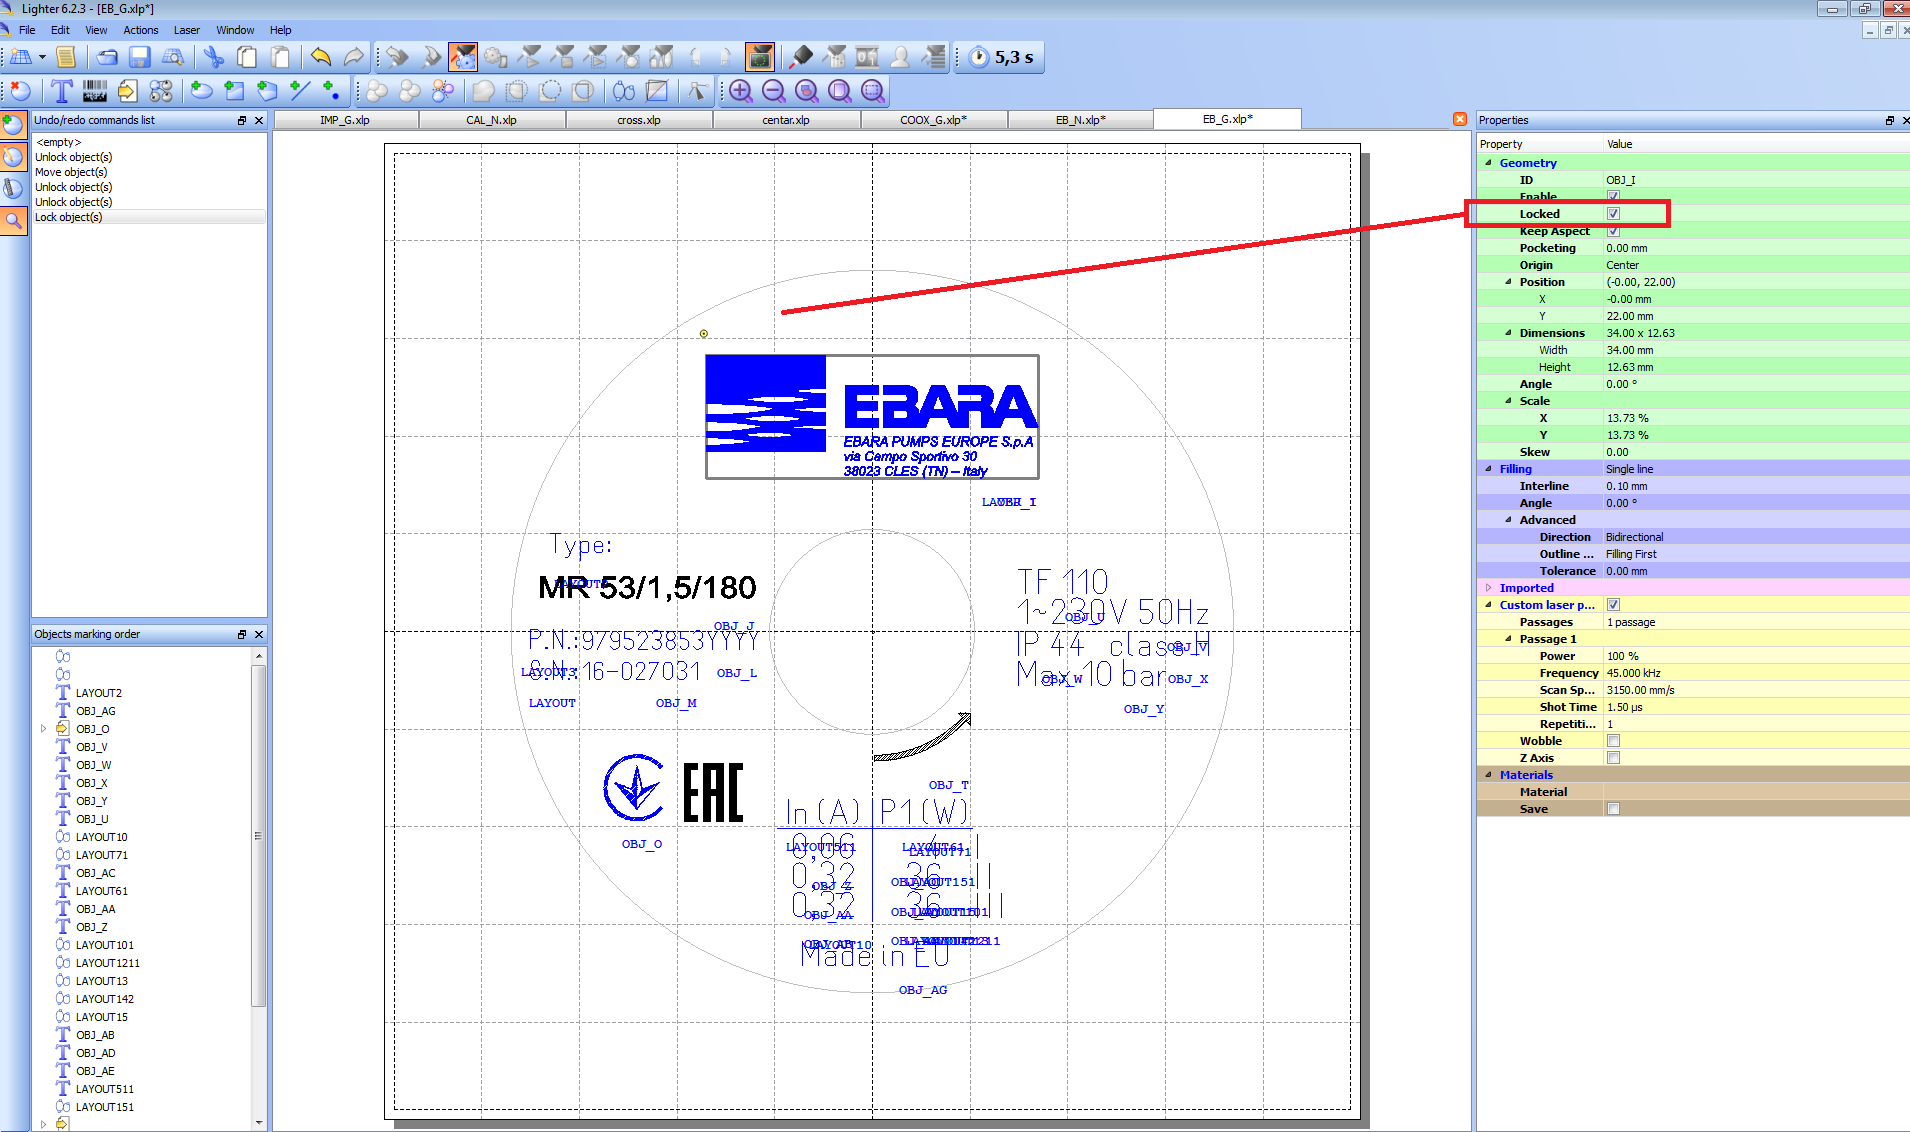 Lighter 6.2.3 - [EB_G.xlp*]
File Edit View Actions Laser Window Help
5,3 s
Undo/redo commands list
<empty>
Unlock object(s)
Move object(s)
Unlock object(s)
Unlock object(s)
Lock object(s)
Objects marking order
LAYOUT2
OBJ_AG
OBJ_O
OBJ_V
OBJ_W
OBJ_X
OBJ_Y
OBJ_U
LAYOUT10
LAYOUT71
OBJ_AC
LAYOUT61
OBJ_AA
OBJ_Z
LAYOUT101
LAYOUT1211
LAYOUT13
LAYOUT142
LAYOUT15
OBJ_AB
OBJ_AD
OBJ_AE
LAYOUT511
LAYOUT151
IMP_G.xlp CAL_N.xlp cross.xlp centar.xlp COOX_G.xlp* EB_N.xlp* EB_G.xlp*
EBARA
EBARA PUMPS EUROPE S.p.A
via Campo Sportivo 30
38023 CLES (TN) – Italy
Type:
MR 53/1,5/180
OBJ_J
P.N.:979523853YYYY
S.N.:16-027031
LAYOUT3
OBJ_L
LAYOUT
OBJ_M
TF 110
1~230V 50Hz
OBJ_U
IP 44 class H
OBJ_V
Max 10 bar
OBJ_W
OBJ_X
OBJ_Y
EAC
OBJ_O
OBJ_T
In(A) P1(W)
0,06 4 I
LAYOUT511 LAYOUT61
LAYOUT71
0,32 36 II
OBJ_Z
LAYOUT151
0,32 36 III
OBJ_AA
OBJ_AB
LAYOUT10
Made in EU
OBJ_AG
Properties
Property Value
Geometry
ID OBJ_I
Enable
Locked
Keep Aspect
Pocketing 0.00 mm
Origin Center
Position (-0.00, 22.00)
X -0.00 mm
Y 22.00 mm
Dimensions 34.00 x 12.63
Width 34.00 mm
Height 12.63 mm
Angle 0.00 °
Scale
X 13.73 %
Y 13.73 %
Skew 0.00
Filling Single line
Interline 0.10 mm
Angle 0.00 °
Advanced
Direction Bidirectional
Outline ... Filling First
Tolerance 0.00 mm
Imported
Custom laser p...
Passages 1 passage
Passage 1
Power 100 %
Frequency 45.000 kHz
Scan Sp... 3150.00 mm/s
Shot Time 1.50 µs
Repetiti... 1
Wobble
Z Axis
Materials
Material
Save